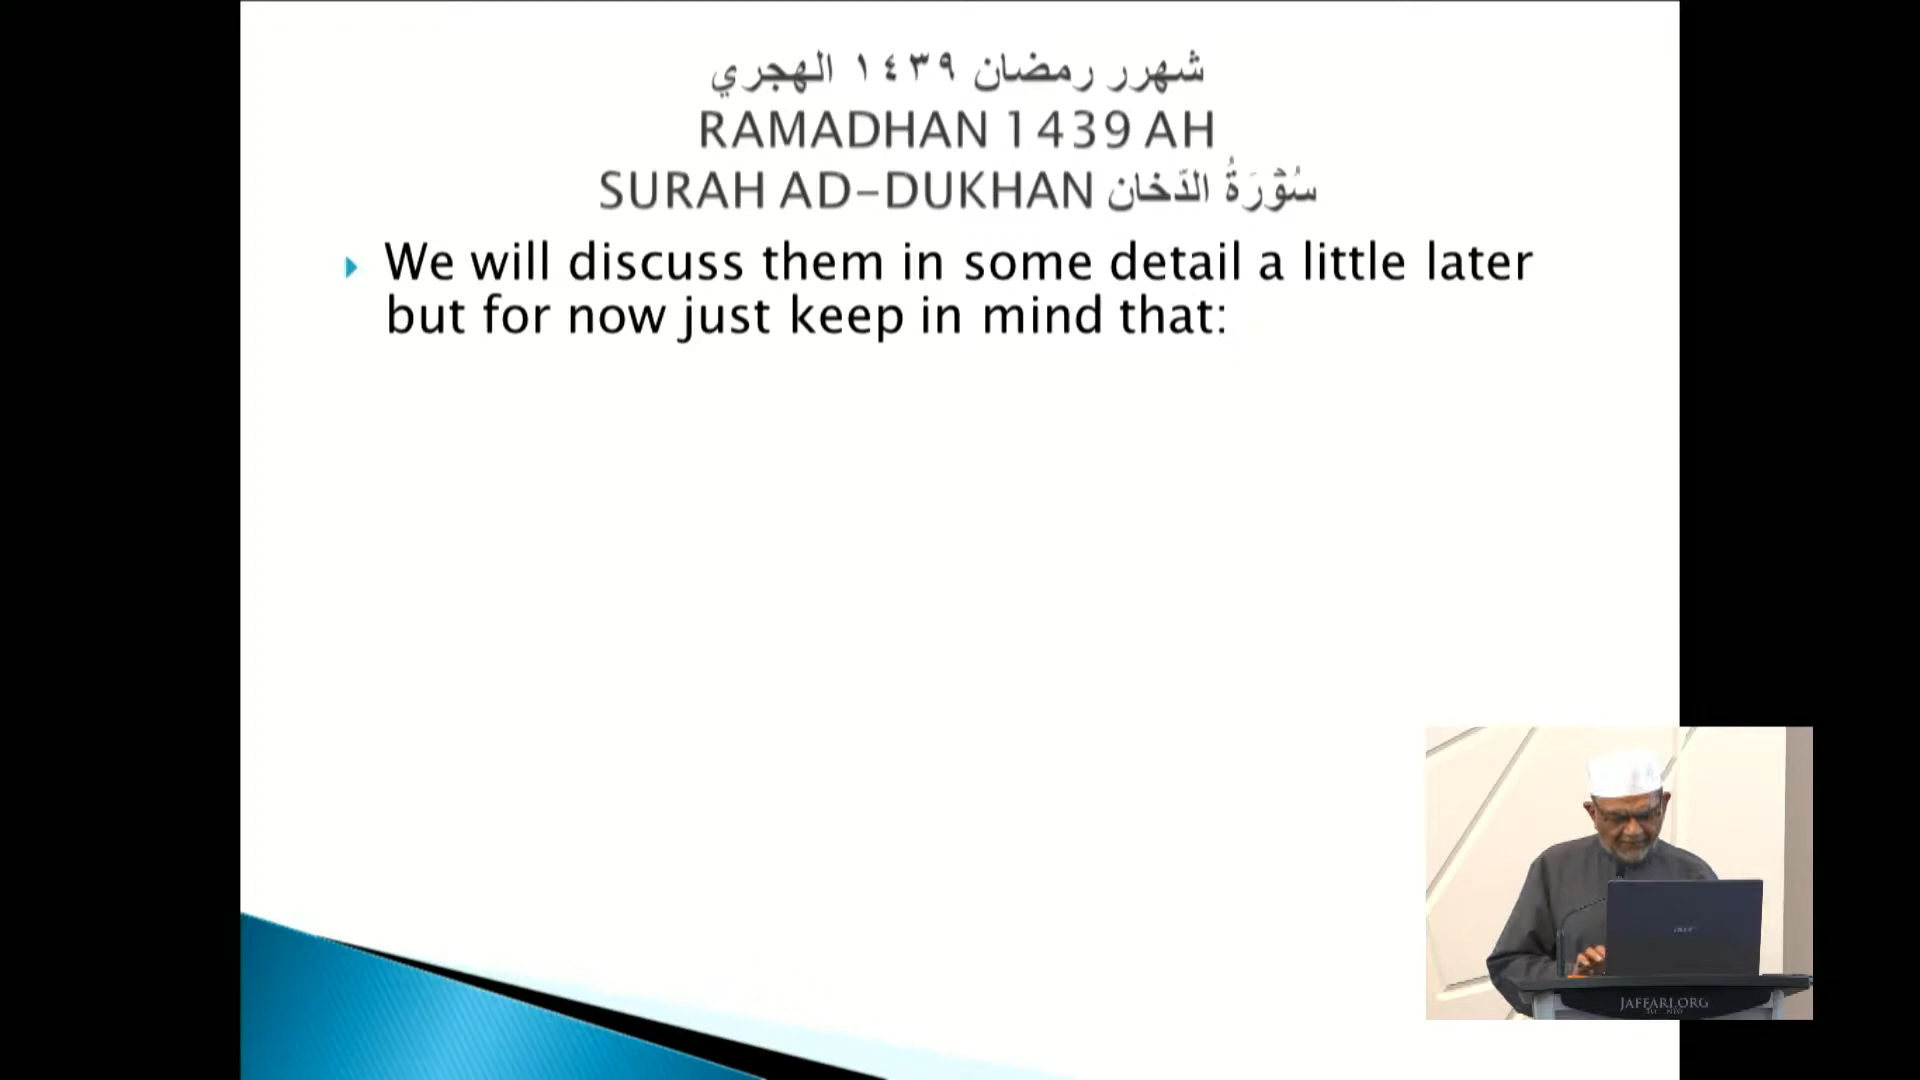 شهرر رمضان ١٤٣٩ الهجري
RAMADHAN 1439 AH
SURAH AD-DUKHAN سُوْرَةُ الدّخان
We will discuss them in some detail a little later
but for now just keep in mind that:
acer
JAFFARI.ORG